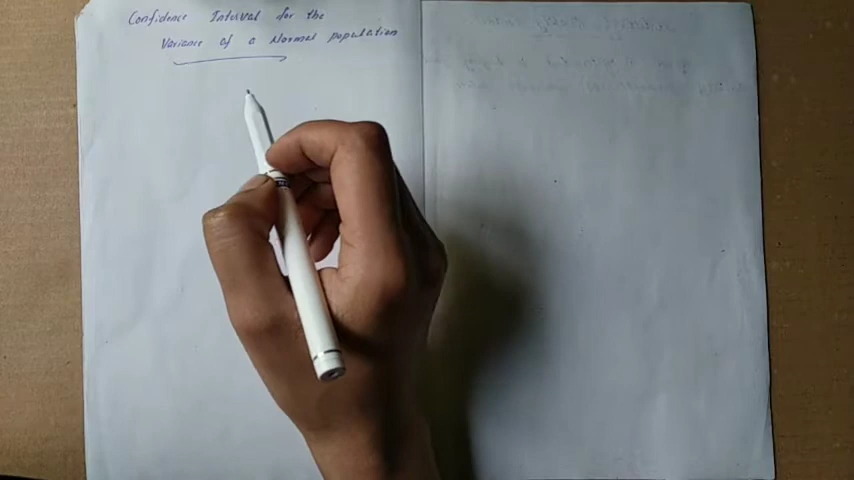 Confidence Interval for the
Variance of a Normal population